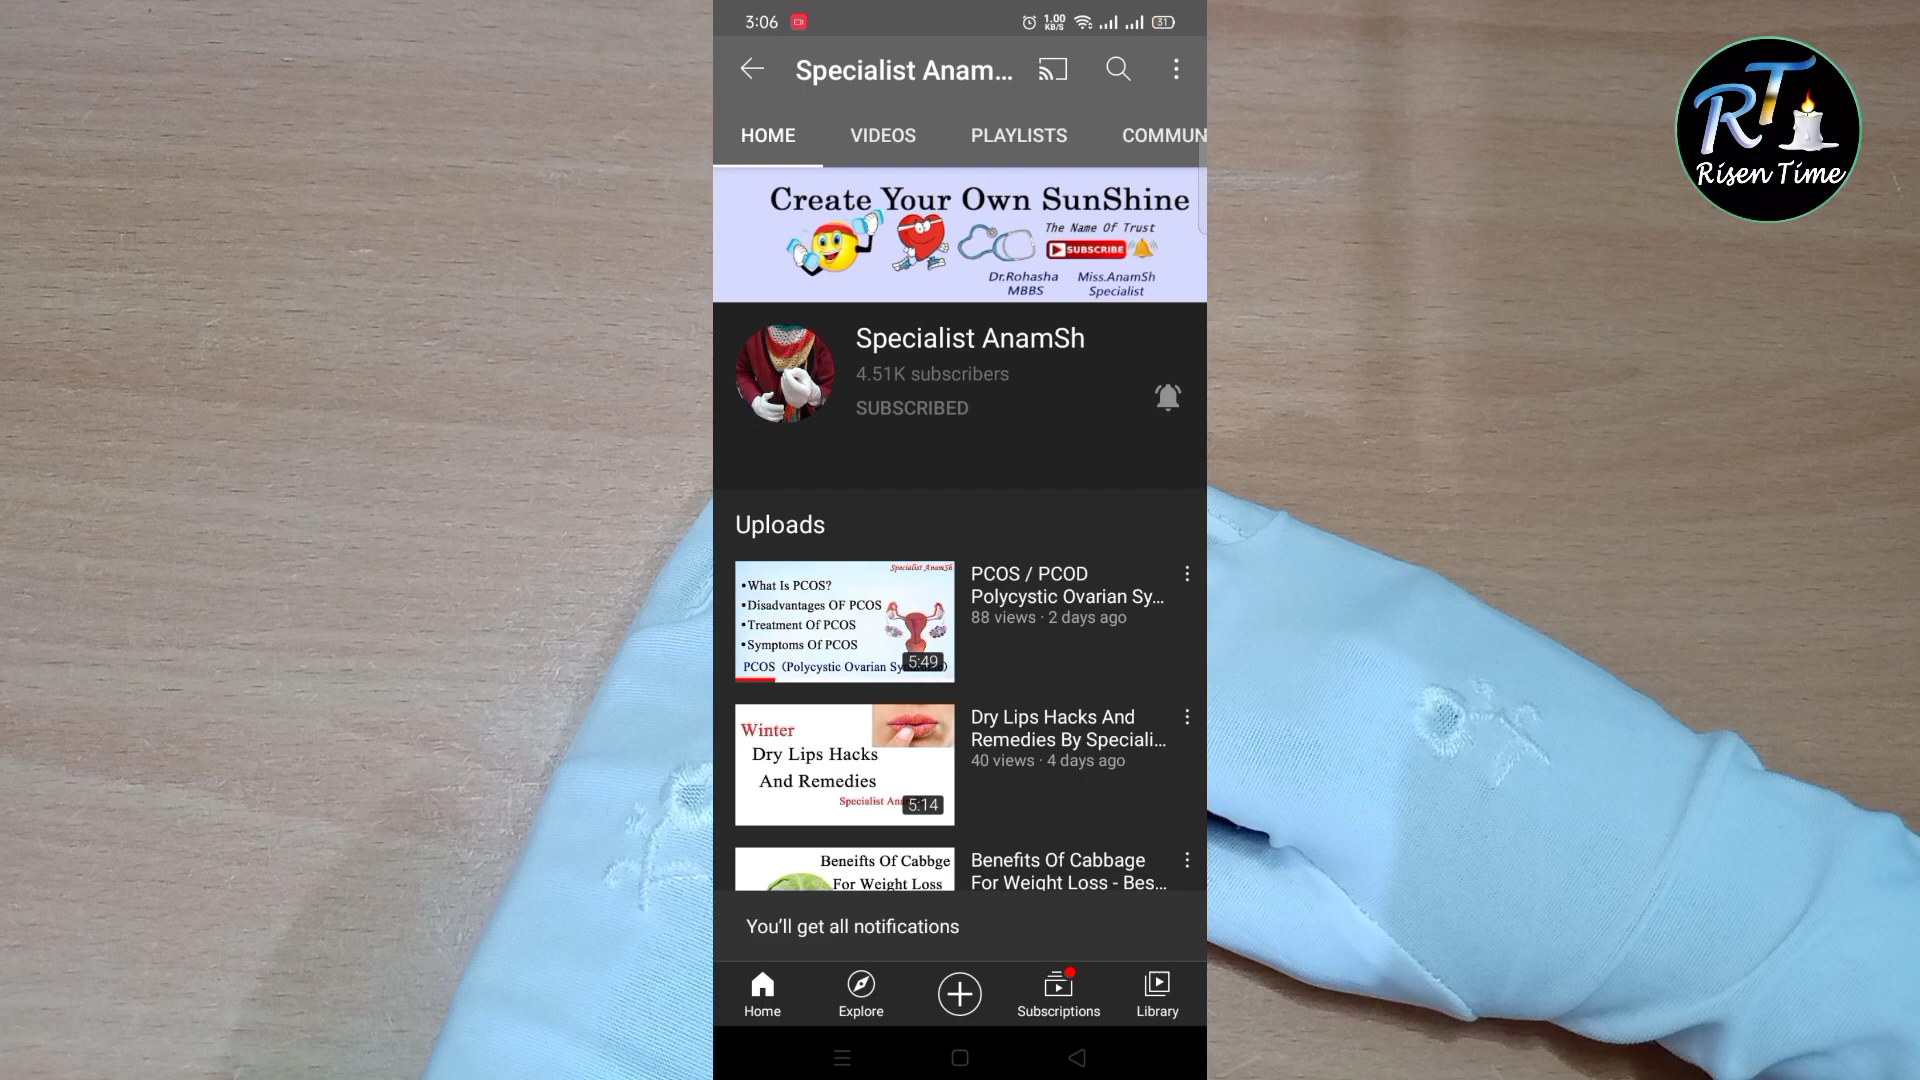 3:06
1.00
KB/S
31
Specialist Anam...
HOME
VIDEOS
PLAYLISTS
COMMUN
Create Your Own SunShine
The Name Of Trust
SUBSCRIBE
Dr.Rohasha
MBBS
Miss.AnamSh
Specialist
Specialist AnamSh
4.51K subscribers
SUBSCRIBED
Uploads
Specialist AnamSh
•What Is PCOS?
•Disadvantages OF PCOS
•Treatment Of PCOS
•Symptoms Of PCOS
PCOS (Polycystic Ovarian Sy
5:49
PCOS / PCOD
Polycystic Ovarian Sy...
88 views · 2 days ago
Winter
Dry Lips Hacks
And Remedies
Specialist Ana
5:14
Dry Lips Hacks And
Remedies By Speciali...
40 views · 4 days ago
Beneifts Of Cabbge
For Weight Loss
Benefits Of Cabbage
For Weight Loss - Bes...
You'll get all notifications
Home
Explore
Subscriptions
Library
RT
Risen Time